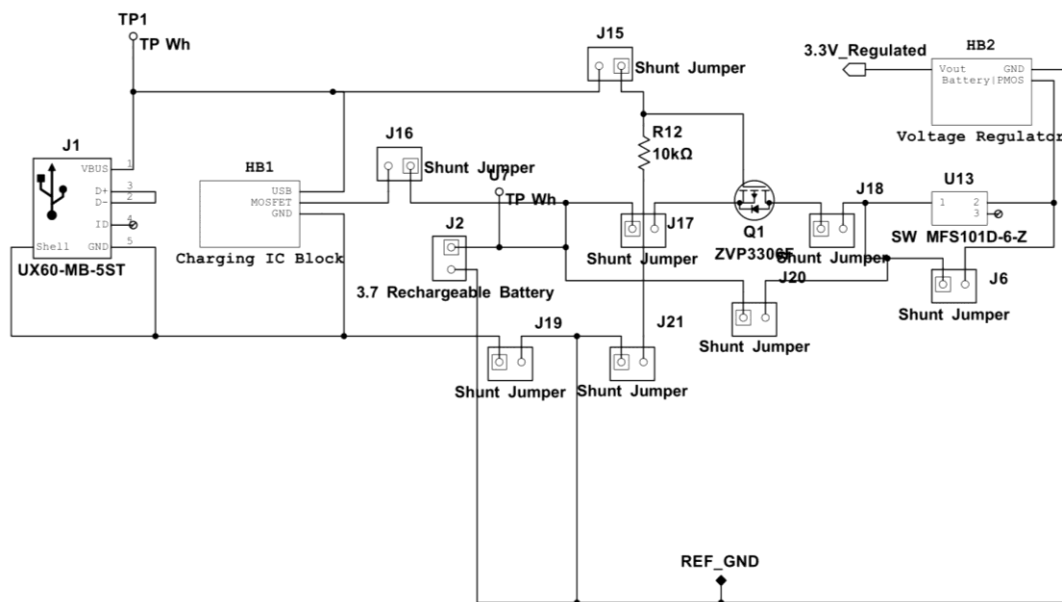 TP1
TP Wh
J15
Shunt Jumper
3.3V_Regulated
HB2
Vout
GND
Battery|PMOS
Voltage Regulator
J1
VBUS
1
D+
3
D-
2
ID
4
Shell
GND
5
UX60-MB-5ST
HB1
USB
MOSFET
GND
Charging IC Block
J16
Shunt Jumper
U7
TP Wh
R12
10kΩ
J2
3.7 Rechargeable Battery
J17
Shunt Jumper
Q1
ZVP3306F
J18
Shunt Jumper
U13
1
2
3
SW MFS101D-6-Z
J20
Shunt Jumper
J6
Shunt Jumper
J19
Shunt Jumper
J21
Shunt Jumper
REF_GND